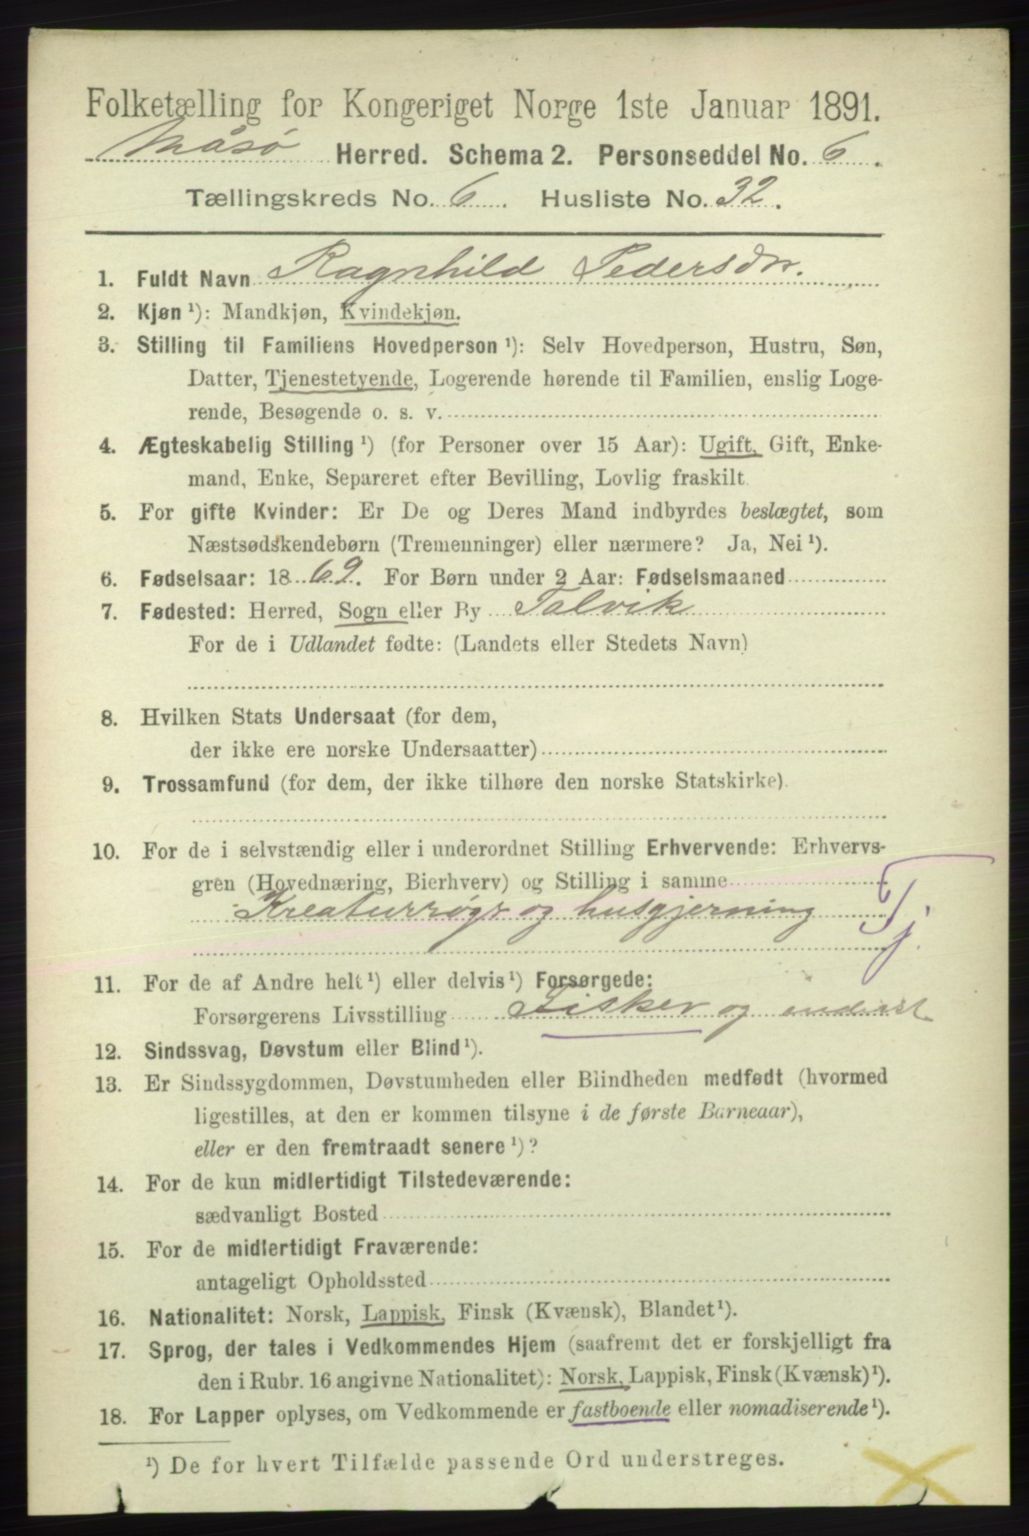 Folketælling for Kongeriget Norge 1ste Januar 1891.
Måsø Herred. Schema 2. Personseddel No. 6.
Tællingskreds No. 6. Husliste No. 32.
1. Fuldt Navn Ragnhild Pedersdtr.
2. Kjøn ¹): Mandkjøn, Kvindekjøn.
3. Stilling til Familiens Hovedperson ¹): Selv Hovedperson, Hustru, Søn,
Datter, Tjenestetyende, Logerende hørende til Familien, enslig Loge-
rende, Besøgende o. s. v.
4. Ægteskabelig Stilling ¹) (for Personer over 15 Aar): Ugift, Gift, Enke-
mand, Enke, Separeret efter Bevilling, Lovlig fraskilt.
5. For gifte Kvinder: Er De og Deres Mand indbyrdes beslægtet, som
Næstsødskendebørn (Tremenninger) eller nærmere? Ja, Nei ¹).
6. Fødselsaar: 1869. For Børn under 2 Aar: Fødselsmaaned
7. Fødested: Herred, Sogn eller By Talvik
For de i Udlandet fødte: (Landets eller Stedets Navn)
8. Hvilken Stats Undersaat (for dem,
der ikke ere norske Undersaatter)
9. Trossamfund (for dem, der ikke tilhøre den norske Statskirke).
10. For de i selvstændig eller i underordnet Stilling Erhvervende: Erhvervs-
gren (Hovednæring, Bierhverv) og Stilling i samme
Kreaturrøgt og husgjerning Tj.
11. For de af Andre helt ¹) eller delvis ¹) Forsørgede:
Forsørgerens Livsstilling Fisker og
12. Sindssvag, Døvstum eller Blind ¹).
13. Er Sindssygdommen, Døvstumheden eller Blindheden medfødt (hvormed
ligestilles, at den er kommen tilsyne i de første Barneaar),
eller er den fremtraadt senere ¹)?
14. For de kun midlertidigt Tilstedeværende:
sædvanligt Bosted
15. For de midlertidigt Fraværende:
antageligt Opholdssted
16. Nationalitet: Norsk, Lappisk, Finsk (Kvænsk), Blandet ¹).
17. Sprog, der tales i Vedkommendes Hjem (saafremt det er forskjelligt fra
den i Rubr. 16 angivne Nationalitet): Norsk, Lappisk, Finsk (Kvænsk) ¹).
18. For Lapper oplyses, om Vedkommende er fastboende eller nomadiserende ¹).
¹) De for hvert Tilfælde passende Ord understreges.